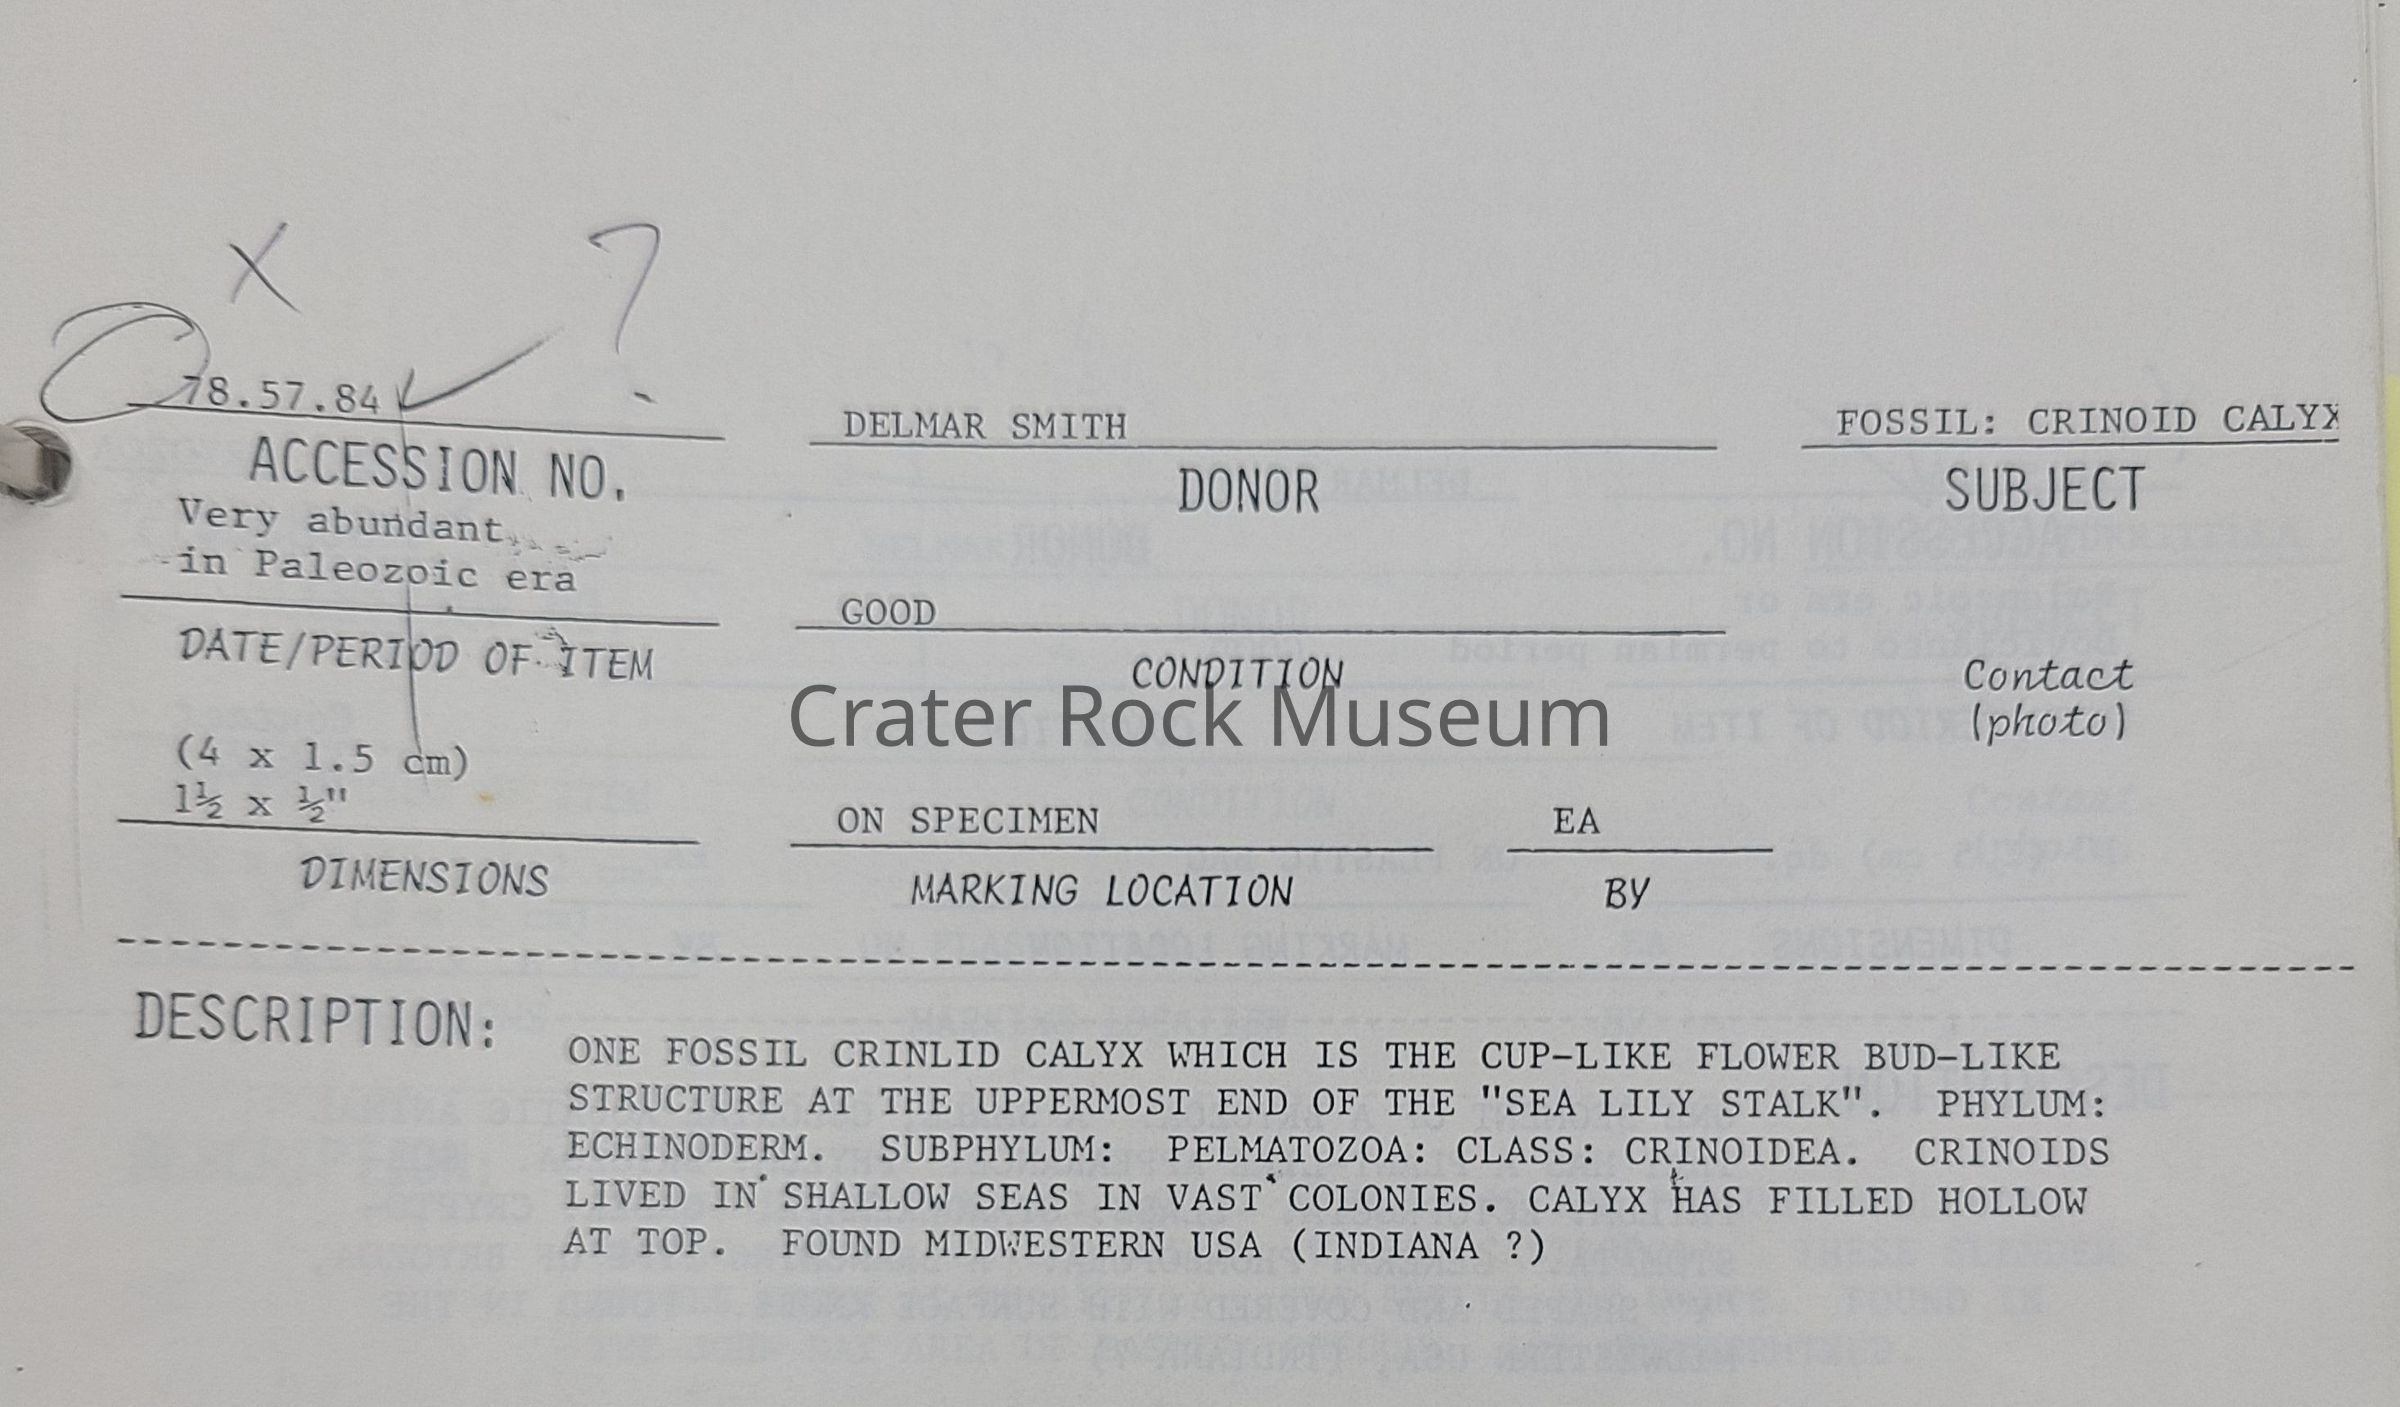 X ?
78.57.84
DELMAR SMITH
FOSSIL: CRINOID CALYX
ACCESSION NO.
DONOR
SUBJECT
Very abundant
in Paleozoic era
GOOD
DATE/PERIOD OF ITEM
CONDITION
Contact
(photo)
Crater Rock Museum
(4 x 1.5 cm)
1½ x ½"
ON SPECIMEN
EA
DIMENSIONS
MARKING LOCATION
BY
DESCRIPTION:
ONE FOSSIL CRINLID CALYX WHICH IS THE CUP-LIKE FLOWER BUD-LIKE
STRUCTURE AT THE UPPERMOST END OF THE "SEA LILY STALK". PHYLUM:
ECHINODERM. SUBPHYLUM: PELMATOZOA: CLASS: CRINOIDEA. CRINOIDS
LIVED IN SHALLOW SEAS IN VAST COLONIES. CALYX HAS FILLED HOLLOW
AT TOP. FOUND MIDWESTERN USA (INDIANA ?)